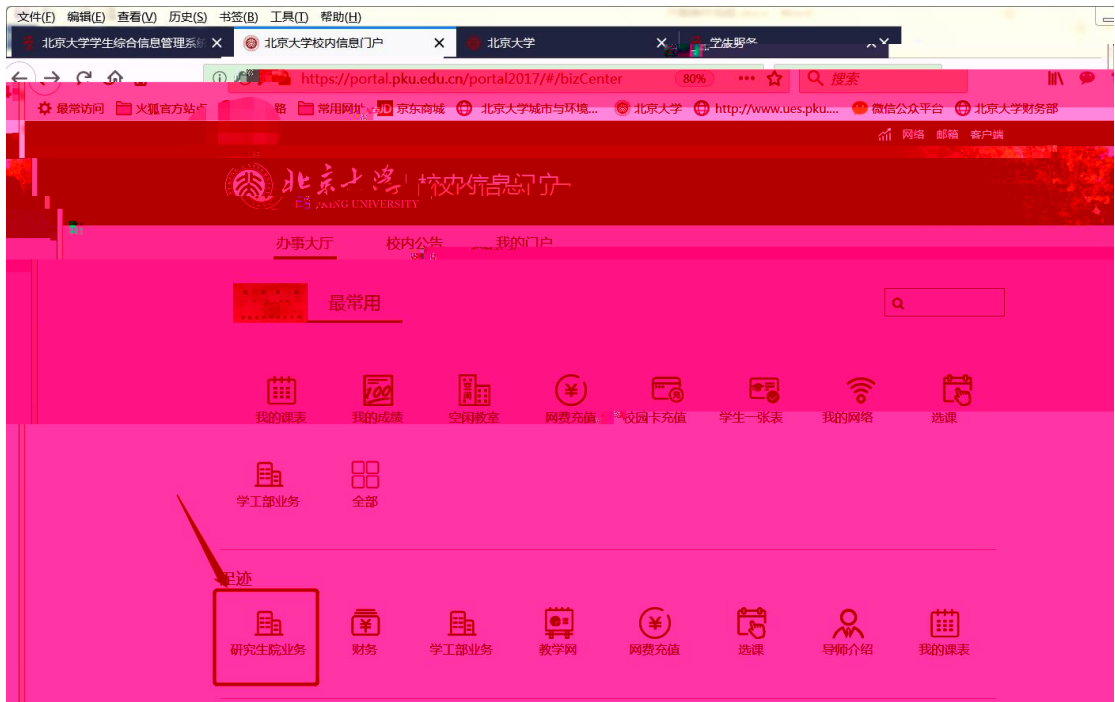 文件(F) 编辑(E) 查看(V) 历史(S) 书签(B) 工具(T) 帮助(H)
北京大学学生综合信息管理系统 北京大学校内信息门户 北京大学
https://portal.pku.edu.cn/portal2017/#/bizCenter 80% 搜索
最常访问 火狐官方站点 常用网址 JD 京东商城 北京大学城市与环境... 北京大学 http://www.ues.pku.... 微信公众平台 北京大学财务部
网络 邮箱 客户端
北京大学 校内信息门户
PEKING UNIVERSITY
办事大厅 校内公告 我的门户
最常用
我的课表 我的成绩 空闲教室 网费充值 校园卡充值 学生一张表 我的网络 选课
学工部业务 全部
足迹
研究生院业务 财务 学工部业务 教学网 网费充值 选课 导师介绍 我的课表